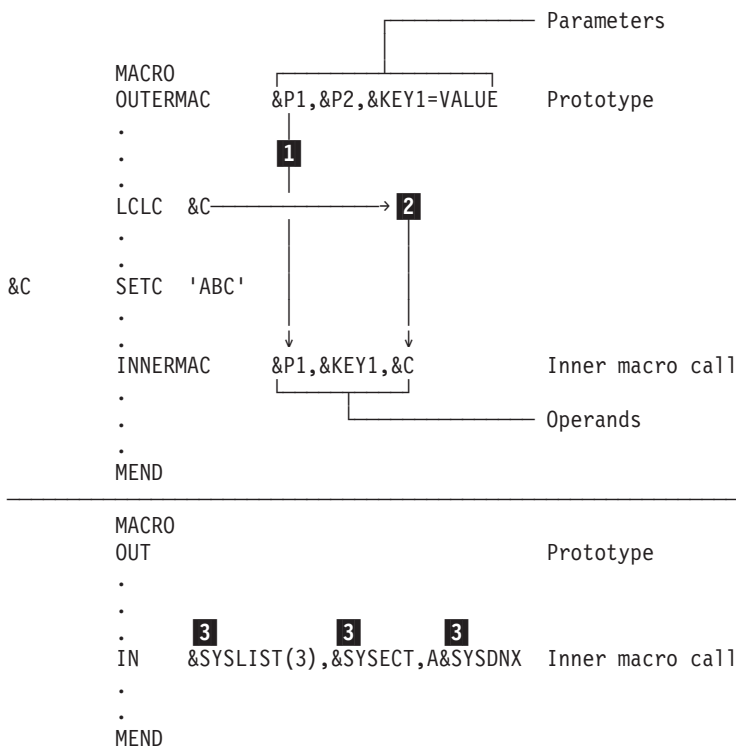 Parameters
MACRO
OUTERMAC &P1,&P2,&KEY1=VALUE Prototype
.
. 1
.
LCLC &C 2
.
.
&C SETC 'ABC'
.
.
INNERMAC &P1,&KEY1,&C Inner macro call
.
. Operands
.
MEND
MACRO
OUT Prototype
.
.
. 3 3 3
IN &SYSLIST(3),&SYSECT,A&SYSDNX Inner macro call
.
.
MEND